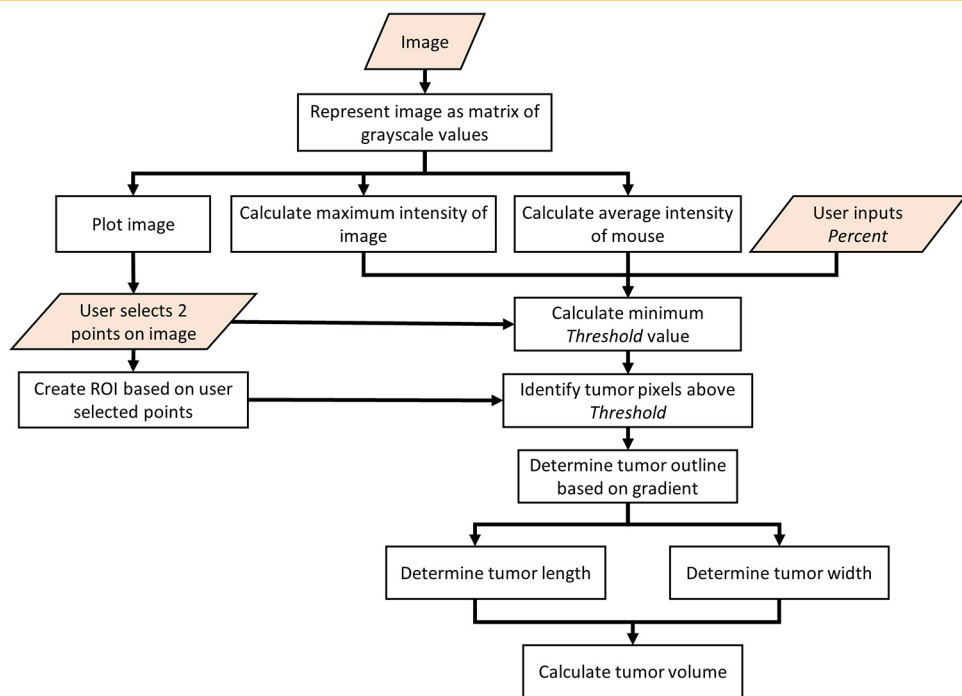 Image
Represent image as matrix of
grayscale values
Plot image
Calculate maximum intensity of
image
Calculate average intensity
of mouse
User inputs
Percent
User selects 2
points on image
Calculate minimum
Threshold value
Create ROI based on user
selected points
Identify tumor pixels above
Threshold
Determine tumor outline
based on gradient
Determine tumor length
Determine tumor width
Calculate tumor volume